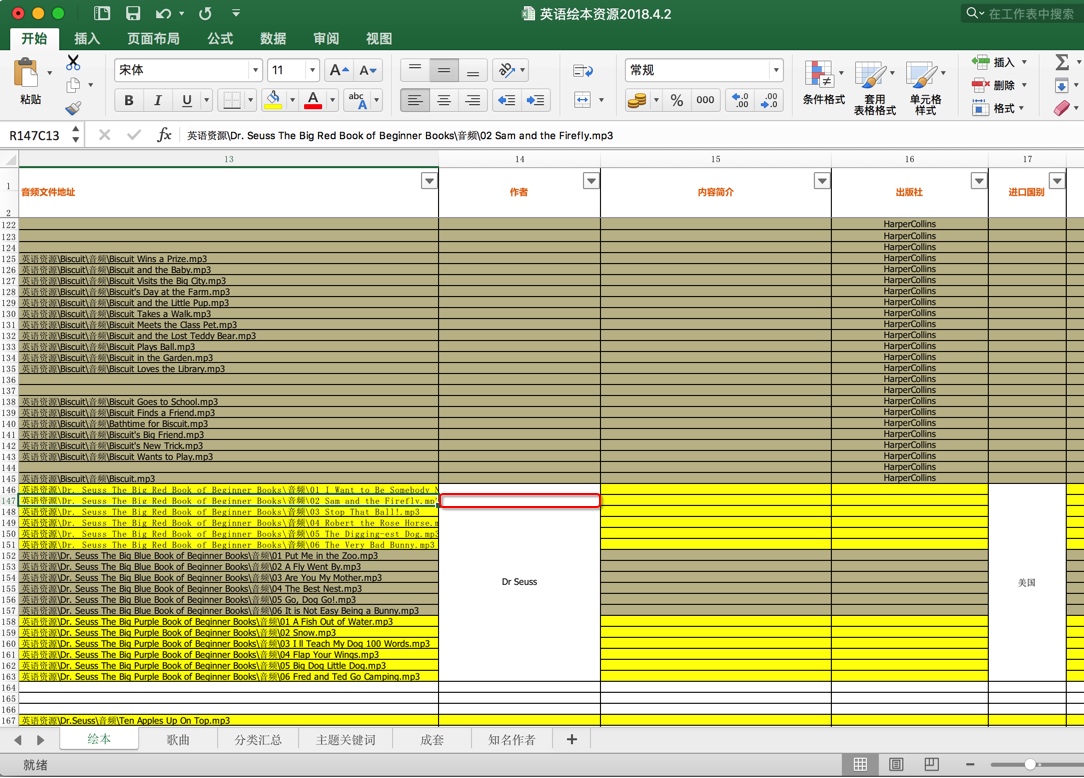 英语绘本资源2018.4.2
在工作表中搜索
开始 插入 页面布局 公式 数据 审阅 视图
粘贴
宋体 11 A A
B I U A abc A
常规
% 000 .0 .00 .00 .0
条件格式 套用 表格格式 单元格 样式
插入
删除
格式
R147C13 fx 英语资源\Dr. Seuss The Big Red Book of Beginner Books\音频\02 Sam and the Firefly.mp3
13 14 15 16 17
1 音频文件地址 作者 内容简介 出版社 进口国别
2
122 HarperCollins
123 HarperCollins
124 HarperCollins
125 英语资源\Biscuit\音频\Biscuit Wins a Prize.mp3 HarperCollins
126 英语资源\Biscuit\音频\Biscuit and the Baby.mp3 HarperCollins
127 英语资源\Biscuit\音频\Biscuit Visits the Big City.mp3 HarperCollins
128 英语资源\Biscuit\音频\Biscuit's Day at the Farm.mp3 HarperCollins
129 英语资源\Biscuit\音频\Biscuit and the Little Pup.mp3 HarperCollins
130 英语资源\Biscuit\音频\Biscuit Takes a Walk.mp3 HarperCollins
131 英语资源\Biscuit\音频\Biscuit Meets the Class Pet.mp3 HarperCollins
132 英语资源\Biscuit\音频\Biscuit and the Lost Teddy Bear.mp3 HarperCollins
133 英语资源\Biscuit\音频\Biscuit Plays Ball.mp3 HarperCollins
134 英语资源\Biscuit\音频\Biscuit in the Garden.mp3 HarperCollins
135 英语资源\Biscuit\音频\Biscuit Loves the Library.mp3 HarperCollins
136 HarperCollins
137 HarperCollins
138 英语资源\Biscuit\音频\Biscuit Goes to School.mp3 HarperCollins
139 英语资源\Biscuit\音频\Biscuit Finds a Friend.mp3 HarperCollins
140 英语资源\Biscuit\音频\Bathtime for Biscuit.mp3 HarperCollins
141 英语资源\Biscuit\音频\Biscuit's Big Friend.mp3 HarperCollins
142 英语资源\Biscuit\音频\Biscuit's New Trick.mp3 HarperCollins
143 英语资源\Biscuit\音频\Biscuit Wants to Play.mp3 HarperCollins
144 HarperCollins
145 英语资源\Biscuit\音频\Biscuit.mp3 HarperCollins
146 英语资源\Dr. Seuss The Big Red Book of Beginner Books\音频\01 I Want to Be Somebody
147 英语资源\Dr. Seuss The Big Red Book of Beginner Books\音频\02 Sam and the Firefly.mp
148 英语资源\Dr. Seuss The Big Red Book of Beginner Books\音频\03 Stop That Ball!.mp3
149 英语资源\Dr. Seuss The Big Red Book of Beginner Books\音频\04 Robert the Rose Horse.m
150 英语资源\Dr. Seuss The Big Red Book of Beginner Books\音频\05 The Digging-est Dog.mp3
151 英语资源\Dr. Seuss The Big Red Book of Beginner Books\音频\06 The Very Bad Bunny.mp3
152 英语资源\Dr. Seuss The Big Blue Book of Beginner Books\音频\01 Put Me in the Zoo.mp3
153 英语资源\Dr. Seuss The Big Blue Book of Beginner Books\音频\02 A Fly Went By.mp3
154 英语资源\Dr. Seuss The Big Blue Book of Beginner Books\音频\03 Are You My Mother.mp3 Dr Seuss 美国
155 英语资源\Dr. Seuss The Big Blue Book of Beginner Books\音频\04 The Best Nest.mp3
156 英语资源\Dr. Seuss The Big Blue Book of Beginner Books\音频\05 Go, Dog Go!.mp3
157 英语资源\Dr. Seuss The Big Blue Book of Beginner Books\音频\06 It is Not Easy Being a Bunny.mp3
158 英语资源\Dr. Seuss The Big Purple Book of Beginner Books\音频\01 A Fish Out of Water.mp3
159 英语资源\Dr. Seuss The Big Purple Book of Beginner Books\音频\02 Snow.mp3
160 英语资源\Dr. Seuss The Big Purple Book of Beginner Books\音频\03 I ll Teach My Dog 100 Words.mp3
161 英语资源\Dr. Seuss The Big Purple Book of Beginner Books\音频\04 Flap Your Wings.mp3
162 英语资源\Dr. Seuss The Big Purple Book of Beginner Books\音频\05 Big Dog Little Dog.mp3
163 英语资源\Dr. Seuss The Big Purple Book of Beginner Books\音频\06 Fred and Ted Go Camping.mp3
164
165
166
167 英语资源\Dr.Seuss\音频\Ten Apples Up On Top.mp3
绘本 歌曲 分类汇总 主题关键词 成套 知名作者 +
就绪